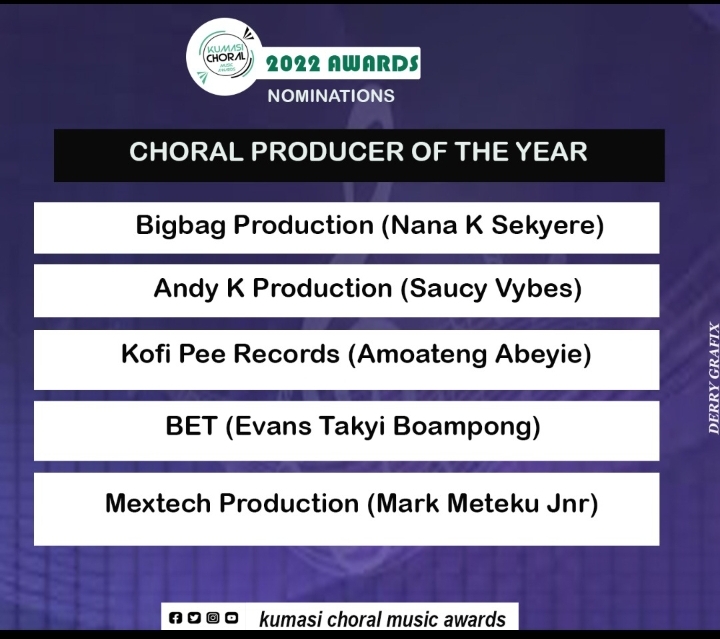 KUMASI
CHORAL
MUSIC
AWARDS
2022 AWARDS
NOMINATIONS
CHORAL PRODUCER OF THE YEAR
Bigbag Production (Nana K Sekyere)
Andy K Production (Saucy Vybes)
Kofi Pee Records (Amoateng Abeyie)
BET (Evans Takyi Boampong)
Mextech Production (Mark Meteku Jnr)
DERRY GRAFIX
kumasi choral music awards